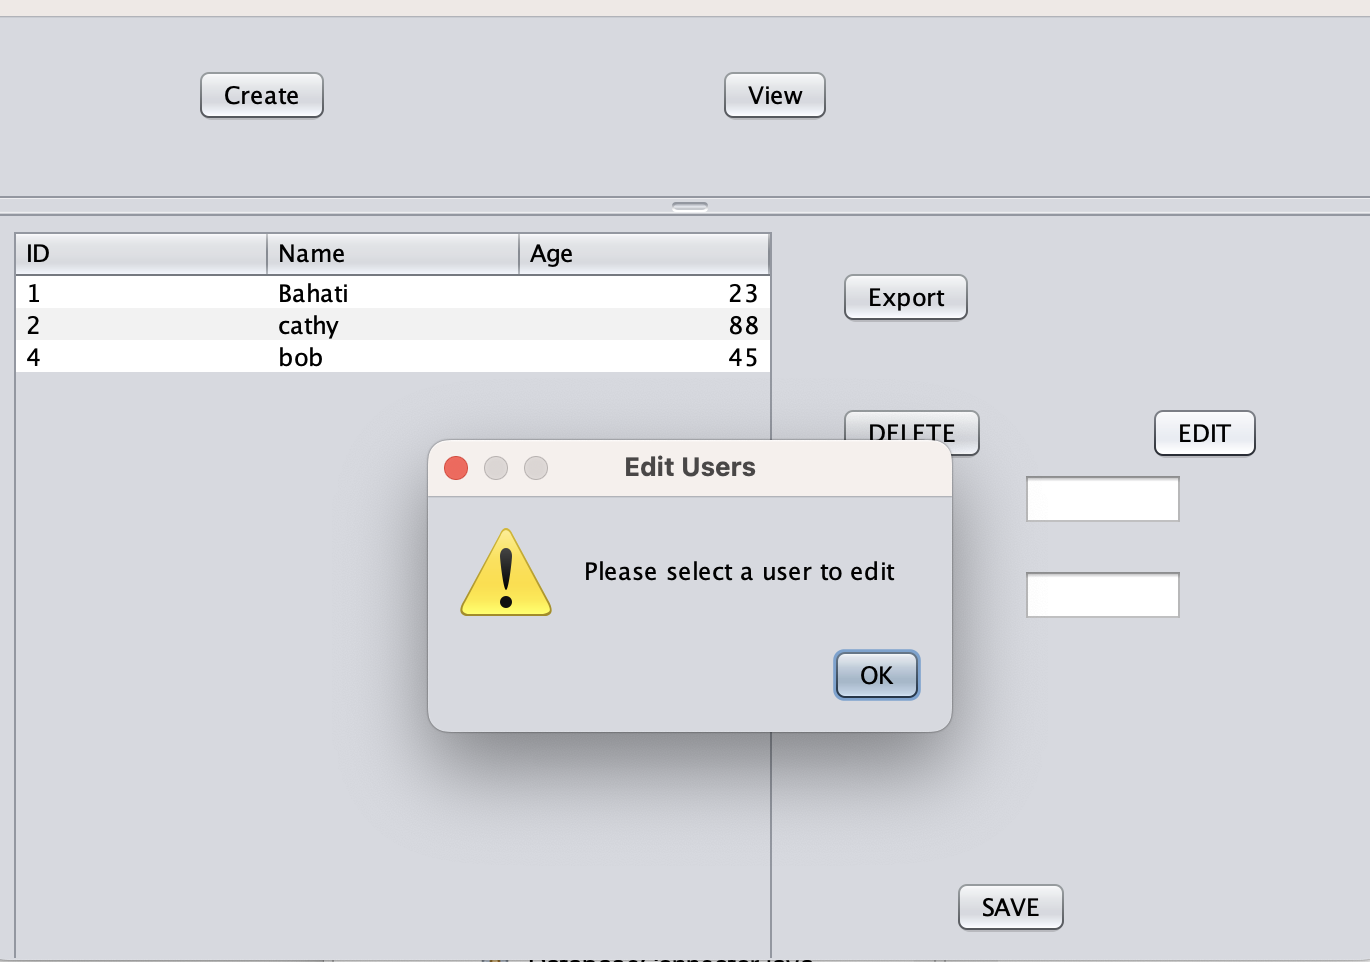 Create
View
ID Name Age
1 Bahati 23
2 cathy 88
4 bob 45
Export
DELETE
EDIT
Edit Users
Please select a user to edit
OK
SAVE